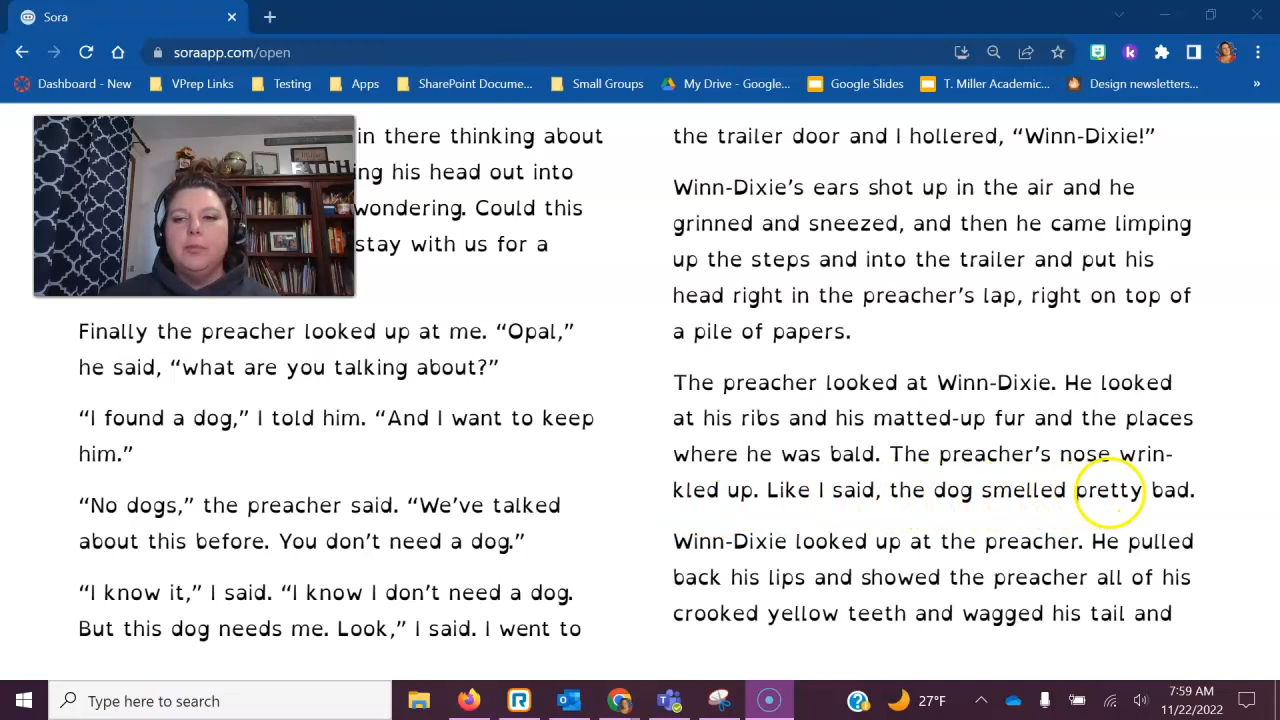 Sora
soraapp.com/open
Dashboard - New
VPrep Links
Testing
Apps
SharePoint Docume...
Small Groups
My Drive - Google...
Google Slides
T. Miller Academic...
Design newsletters...
»
in there thinking about
ing his head out into
wondering. Could this
stay with us for a
Finally the preacher looked up at me. “Opal,”
he said, “what are you talking about?”
“I found a dog,” I told him. “And I want to keep
him.”
“No dogs,” the preacher said. “We’ve talked
about this before. You don’t need a dog.”
“I know it,” I said. “I know I don’t need a dog.
But this dog needs me. Look,” I said. I went to
the trailer door and I hollered, “Winn-Dixie!”
Winn-Dixie’s ears shot up in the air and he
grinned and sneezed, and then he came limping
up the steps and into the trailer and put his
head right in the preacher’s lap, right on top of
a pile of papers.
The preacher looked at Winn-Dixie. He looked
at his ribs and his matted-up fur and the places
where he was bald. The preacher’s nose wrin-
kled up. Like I said, the dog smelled pretty bad.
Winn-Dixie looked up at the preacher. He pulled
back his lips and showed the preacher all of his
crooked yellow teeth and wagged his tail and
Type here to search
27°F
7:59 AM
11/22/2022